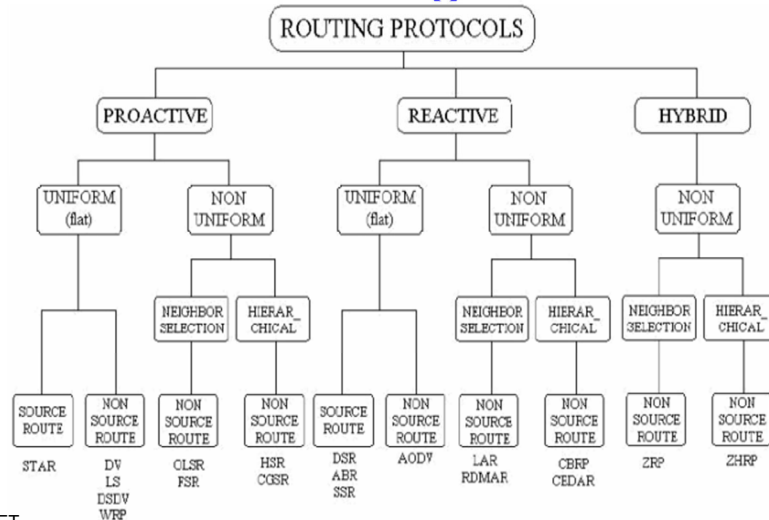 ROUTING PROTOCOLS
PROACTIVE
REACTIVE
HYBRID
UNIFORM
(flat)
NON
UNIFORM
UNIFORM
(flat)
NON
UNIFORM
NON
UNIFORM
NEIGHBOR
SELECTION
HIERAR_
CHICAL
NEIGHBOR
SELECTION
HIERAR_
CHICAL
NEIGHBOR
SELECTION
HIERAR_
CHICAL
SOURCE
ROUTE
NON
SOURCE
ROUTE
NON
SOURCE
ROUTE
NON
SOURCE
ROUTE
SOURCE
ROUTE
NON
SOURCE
ROUTE
NON
SOURCE
ROUTE
NON
SOURCE
ROUTE
NON
SOURCE
ROUTE
NON
SOURCE
ROUTE
STAR
DV
LS
DSDV
WRP
OLSR
FSR
HSR
CGSR
DSR
ABR
SSR
AODV
LAR
RDMAR
CBRP
CEDAR
ZRP
ZHRP